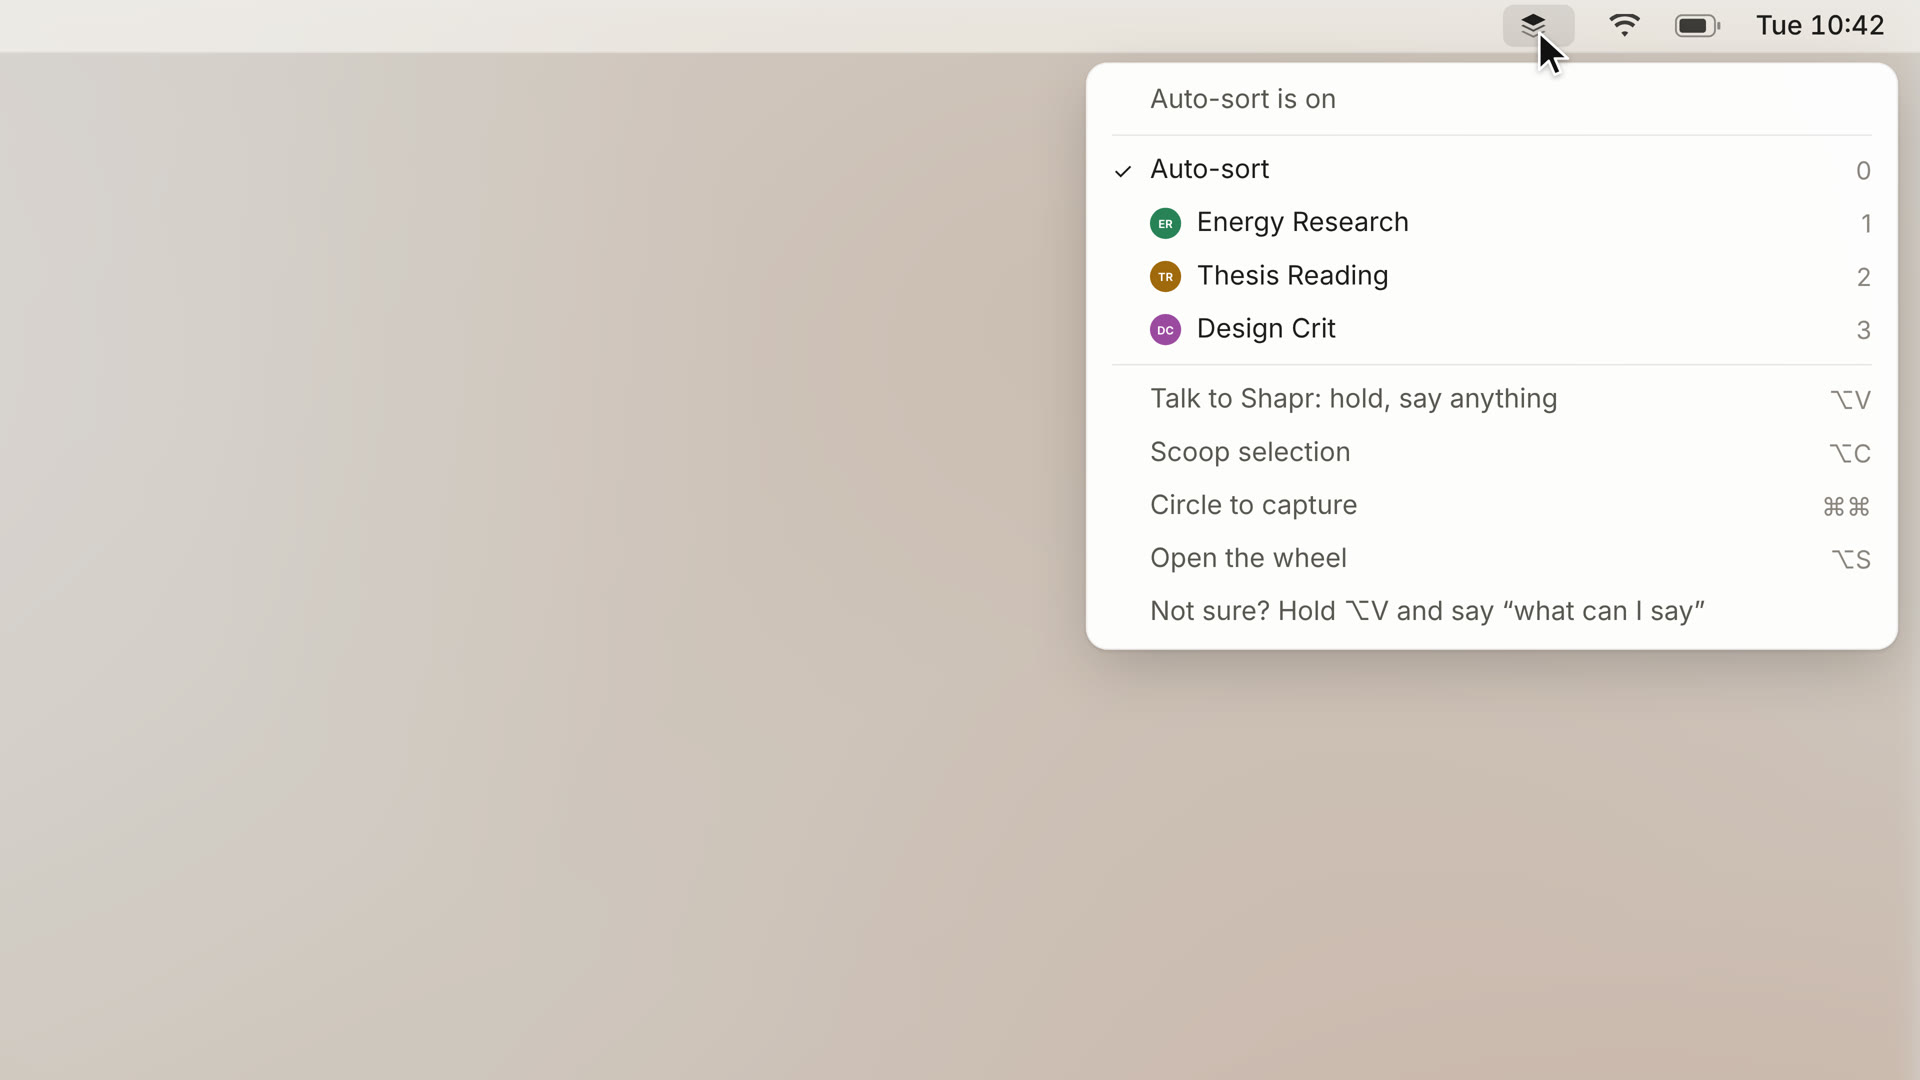 Tue 10:42
Auto-sort is on
Auto-sort 0
ER Energy Research 1
TR Thesis Reading 2
DC Design Crit 3
Talk to Shapr: hold, say anything ⌥V
Scoop selection ⌥C
Circle to capture ⌘⌘
Open the wheel ⌥S
Not sure? Hold ⌥V and say “what can I say”